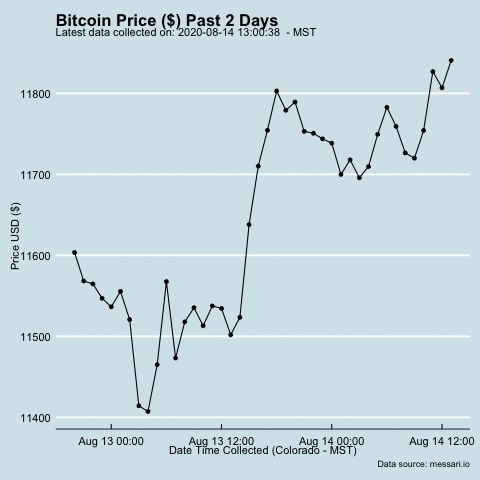 Bitcoin Price ($) Past 2 Days
Latest data collected on: 2020-08-14 13:00:38  - MST
Price USD ($)
11800
11700
11600
11500
11400
Aug 13 00:00 Aug 13 12:00 Aug 14 00:00 Aug 14 12:00
Date Time Collected (Colorado - MST)
Data source: messari.io